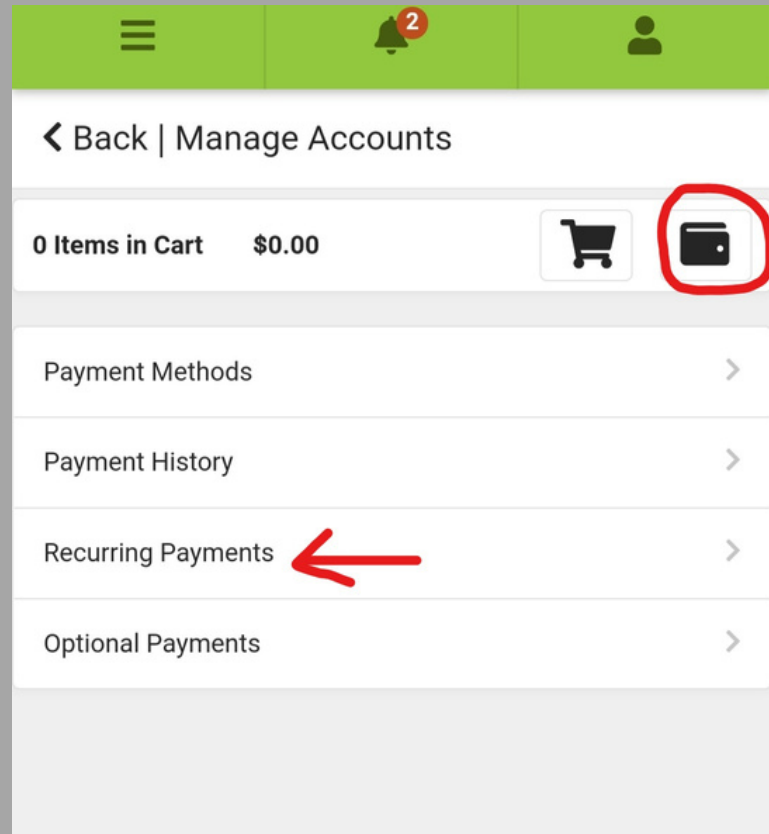 2
Back | Manage Accounts
0 Items in Cart $0.00
Payment Methods
Payment History
Recurring Payments
Optional Payments